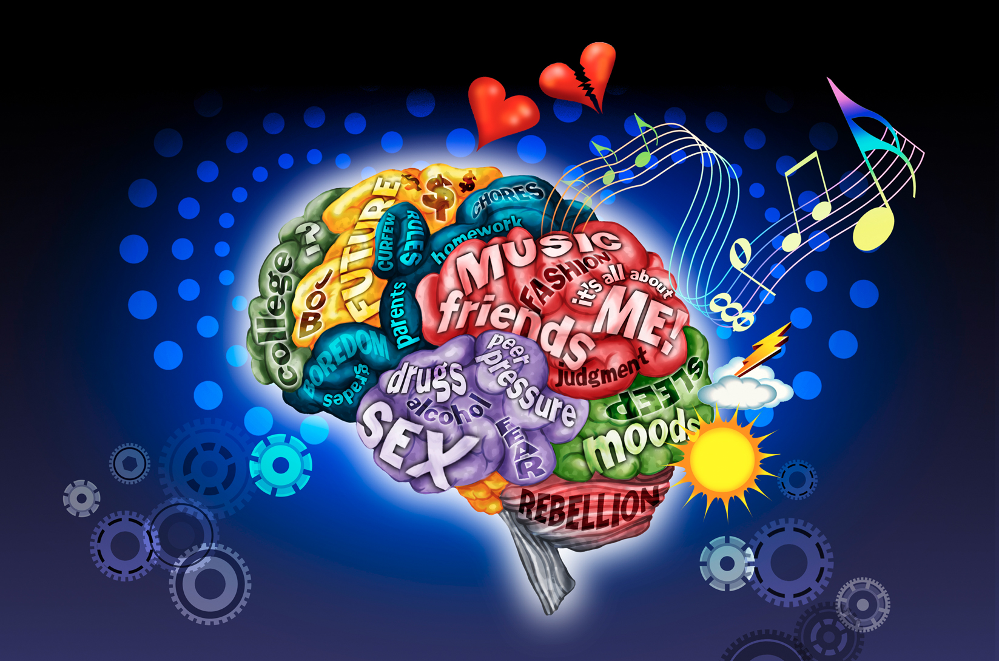 $ $ $
FUTURE
CHORES
?
CURFEW
RULES
homework
college
JOB
parents
MUSIC
FASHION
it's all about
ME!
friends
BOREDOM
grades
drugs
alcohol
SEX
peer
pressure
FEAR
judgment
SLEEP
moods
REBELLION